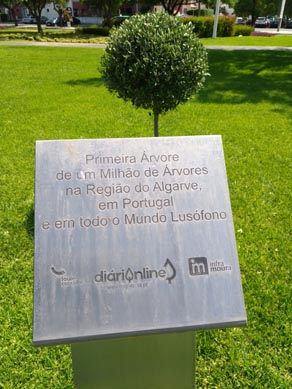 Primeira Árvore
de um Milhão de Árvores
na Região do Algarve,
em Portugal
e em todo o Mundo Lusófono
diáriOnline
infra
moura